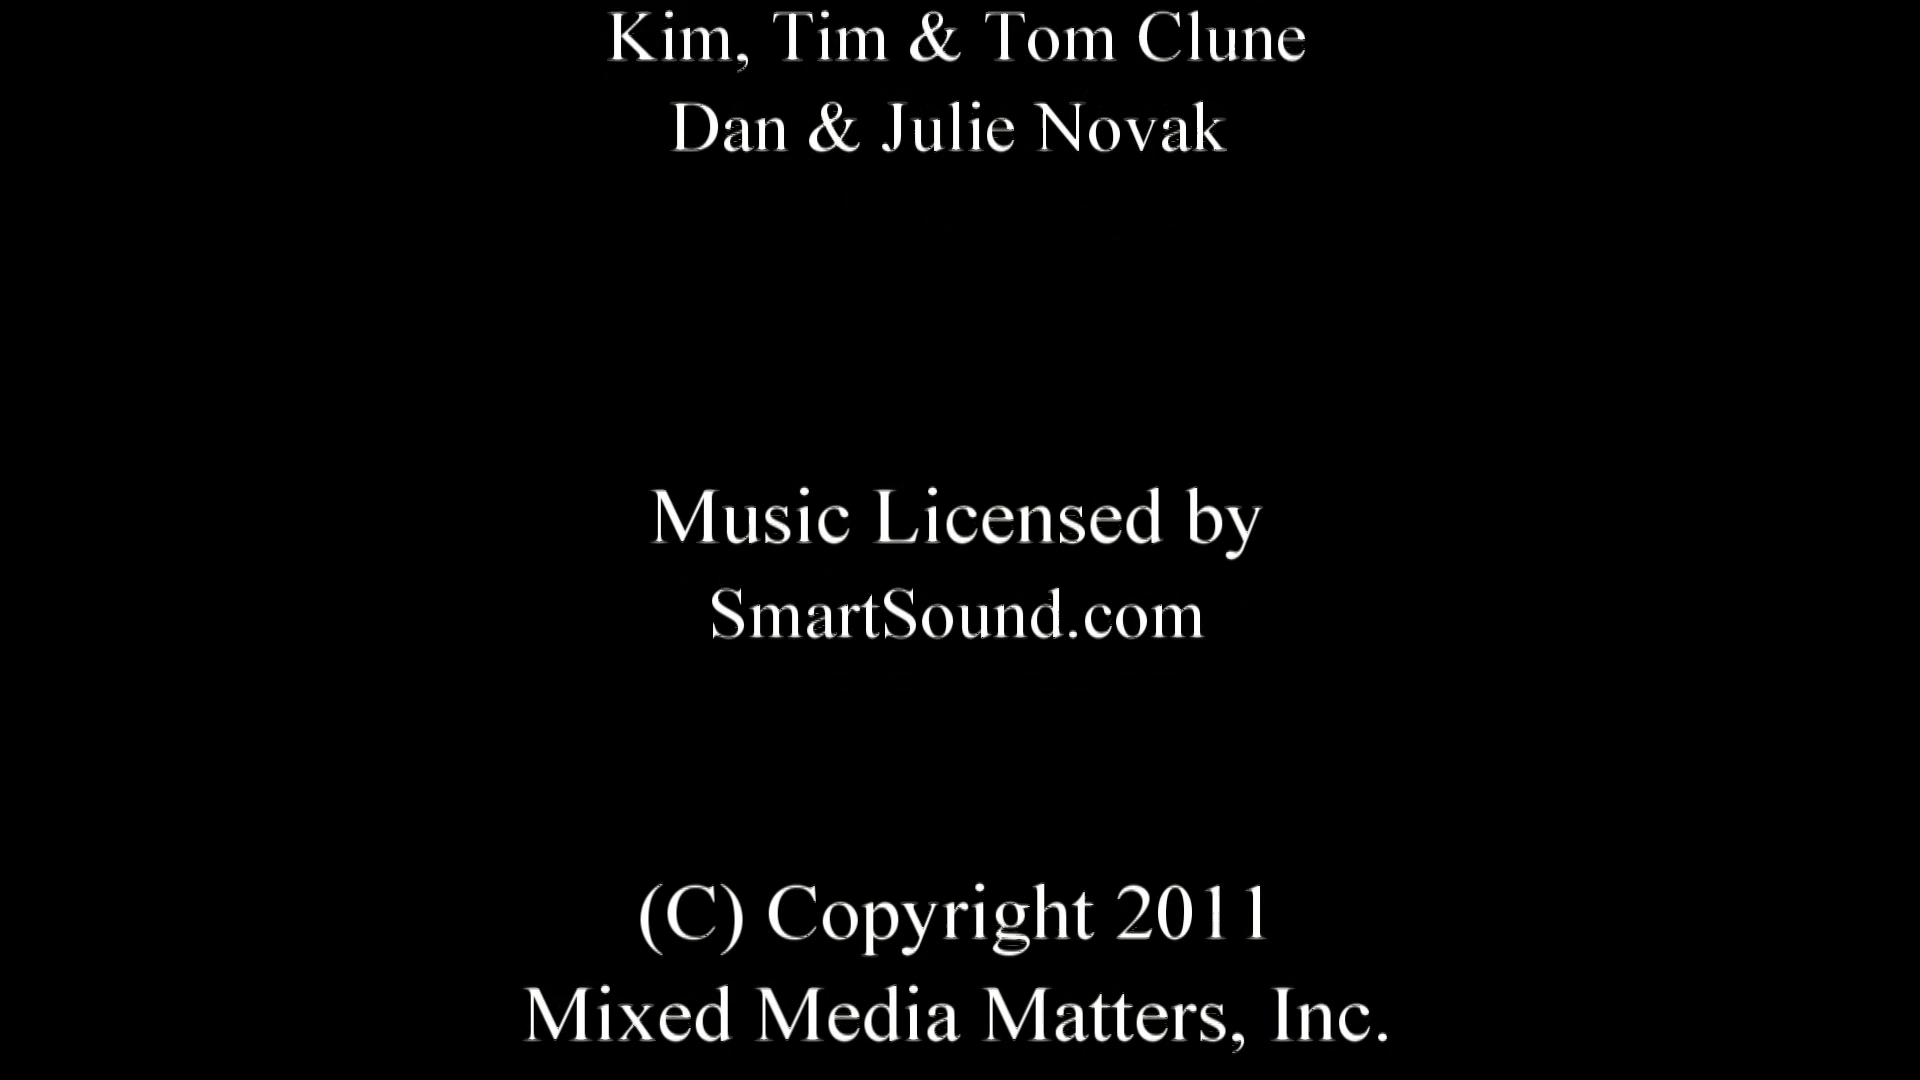 Kim, Tim & Tom Clune
Dan & Julie Novak
Music Licensed by
SmartSound.com
(C) Copyright 2011
Mixed Media Matters, Inc.